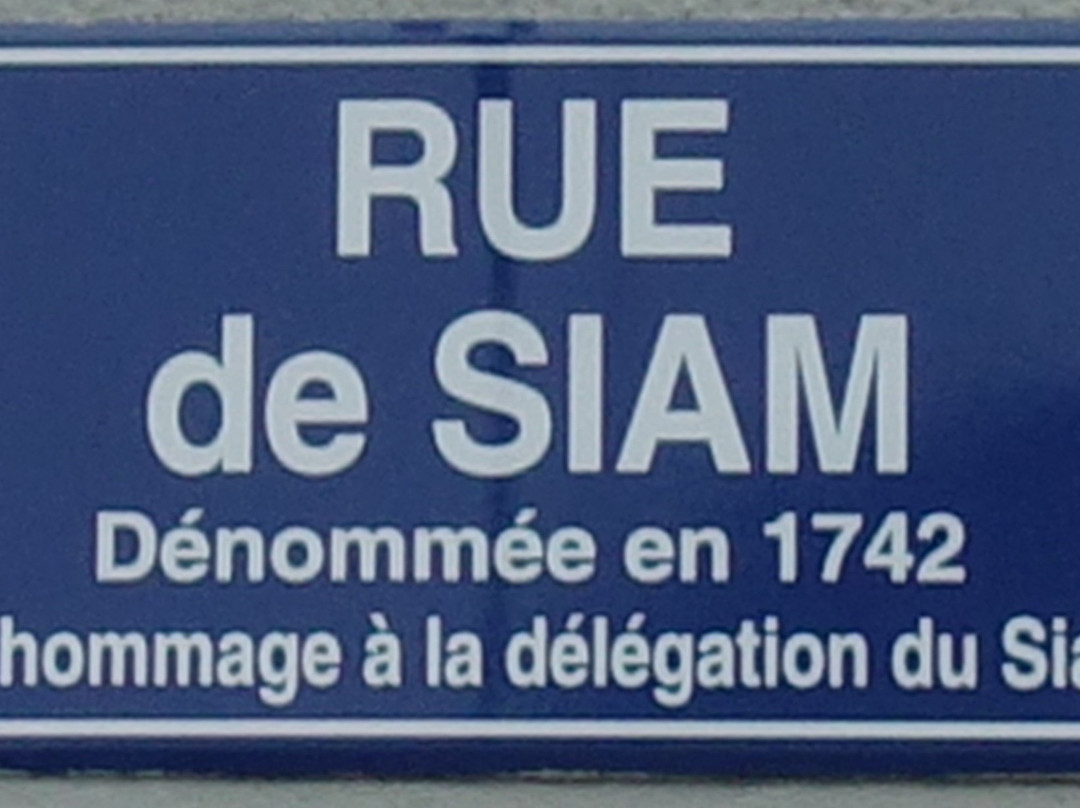 RUE
de SIAM
Dénommée en 1742
hommage à la délégation du